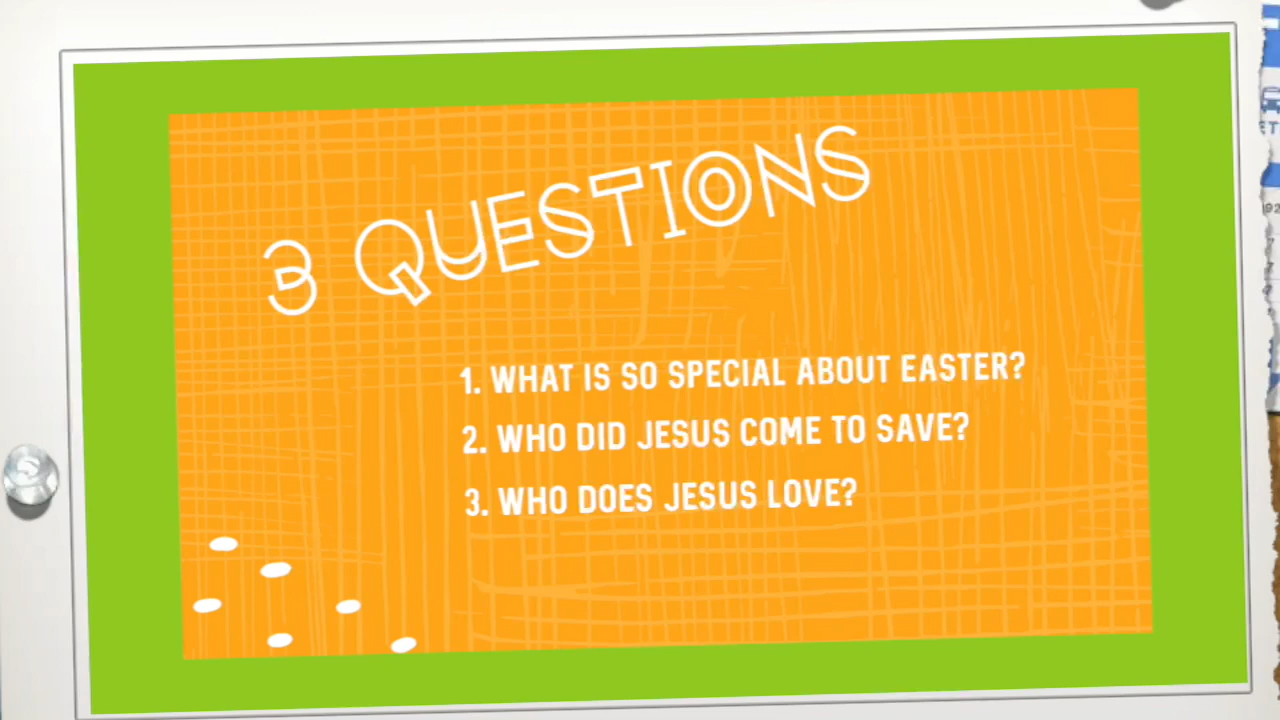 3 QUESTIONS
1. WHAT IS SO SPECIAL ABOUT EASTER?
2. WHO DID JESUS COME TO SAVE?
3. WHO DOES JESUS LOVE?